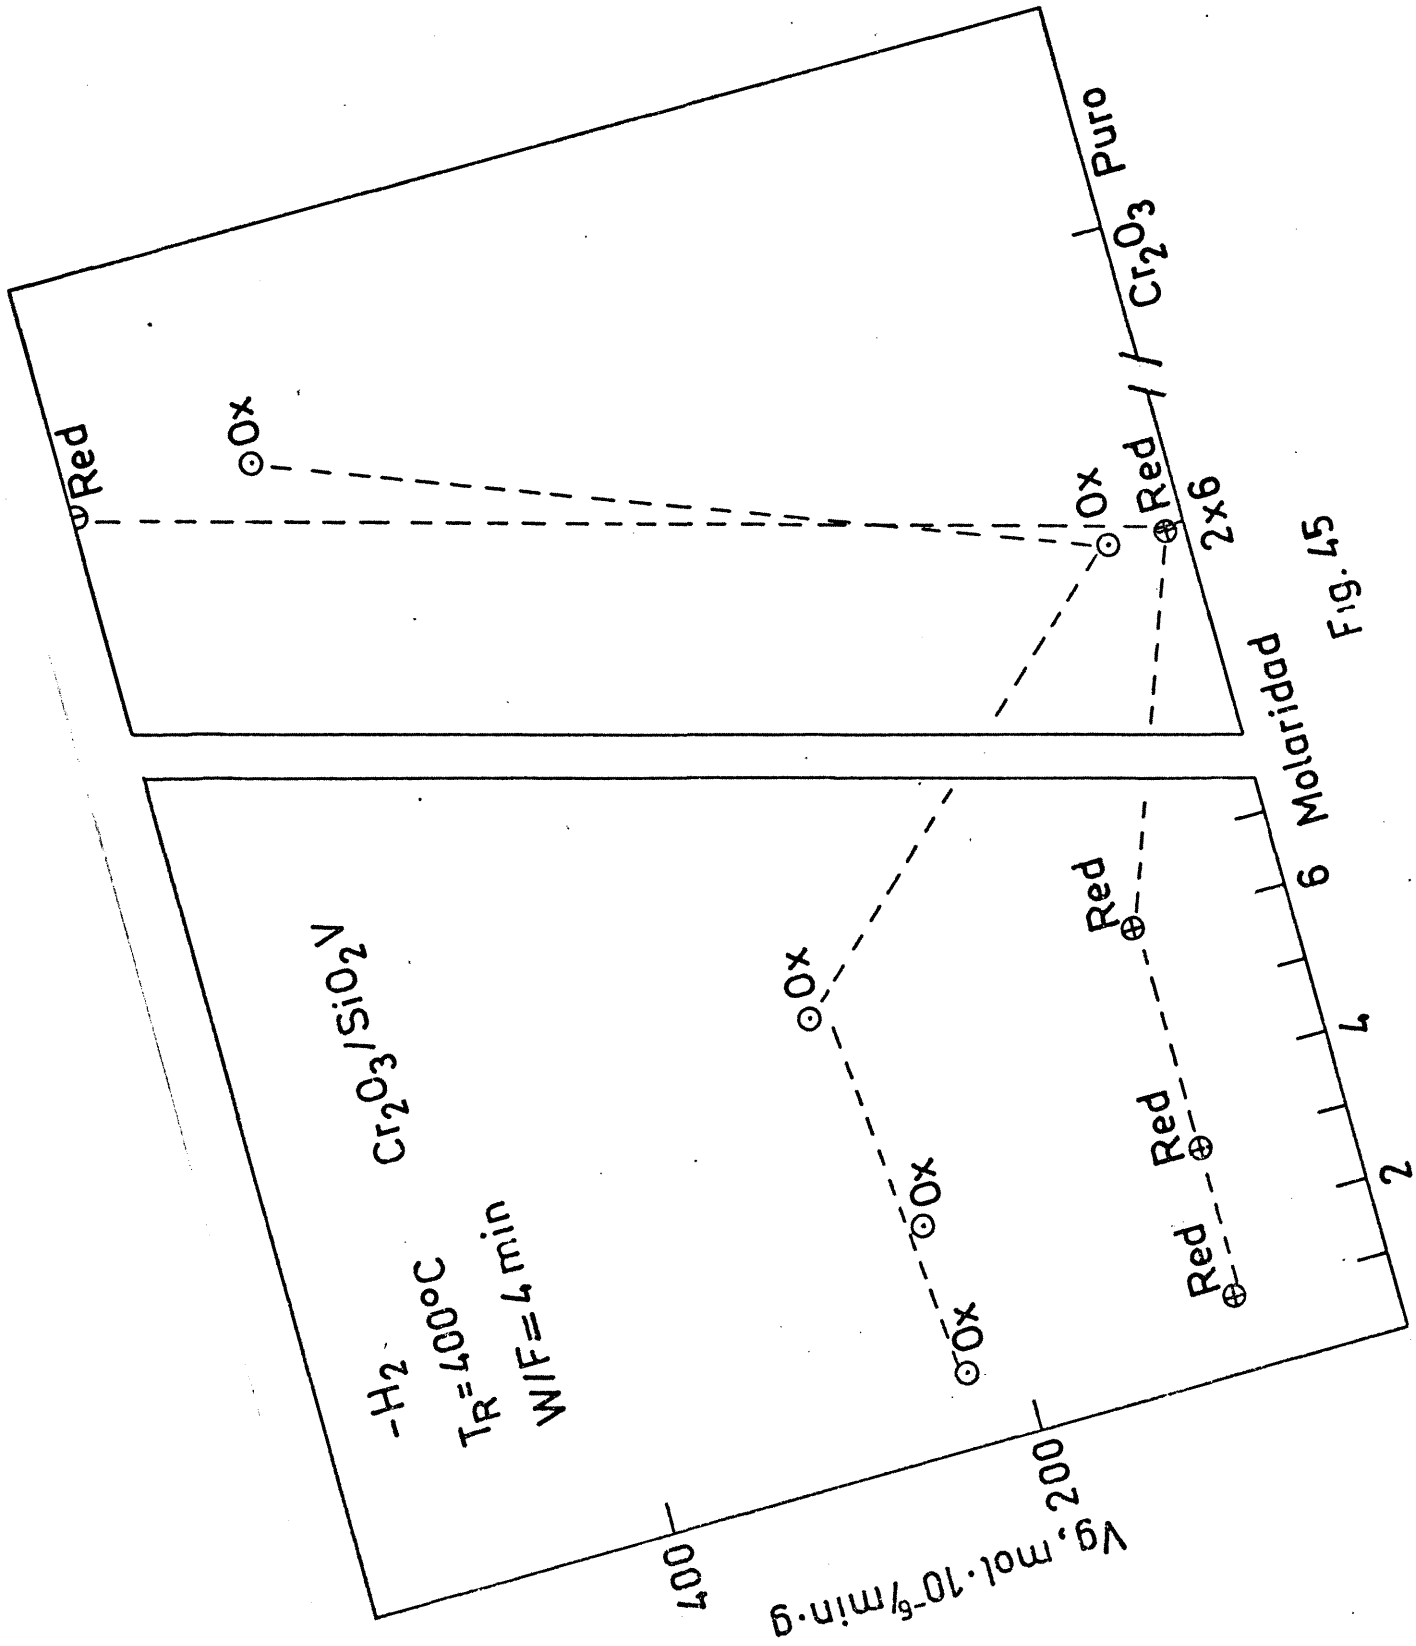 -H2 Cr2O3/SiO2 V
TR=400°C
W/F=4 min
Red
Ox
Ox
Ox
Ox
Ox
Red
Red
Red
Red
400
200
Vg, mol·10-6/min·g
2
4
6
Molaridad
2x6
// Cr2O3 Puro
Fig. 45